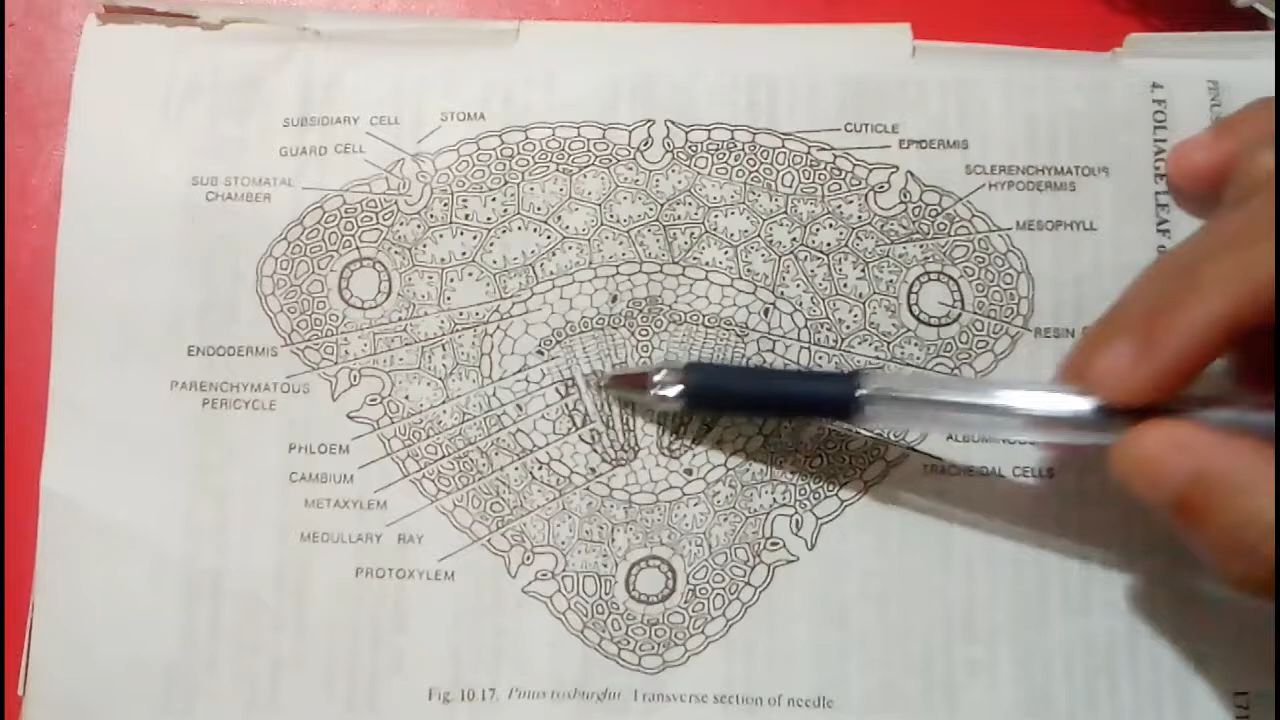 SUBSIDIARY CELL
STOMA
GUARD CELL
SUB STOMATAL
CHAMBER
CUTICLE
EPIDERMIS
SCLERENCHYMATOUS
HYPODERMIS
MESOPHYLL
RESIN
ENDODERMIS
PARENCHYMATOUS
PERICYCLE
PHLOEM
CAMBIUM
METAXYLEM
MEDULLARY RAY
PROTOXYLEM
TRACHEIDAL CELLS
Fig. 10.17. Pinus roxburghii. Transverse section of needle
4. FOLIAGE LEAF